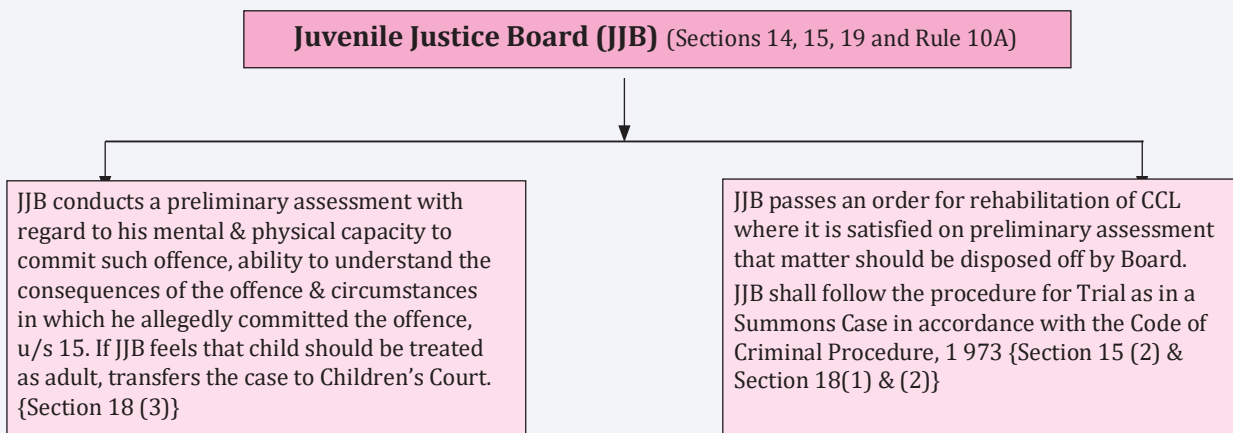 Juvenile Justice Board (JJB) (Sections 14, 15, 19 and Rule 10A)
JJB conducts a preliminary assessment with
regard to his mental & physical capacity to
commit such offence, ability to understand the
consequences of the offence & circumstances
in which he allegedly committed the offence,
u/s 15. If JJB feels that child should be treated
as adult, transfers the case to Children's Court.
{Section 18 (3)}
JJB passes an order for rehabilitation of CCL
where it is satisfied on preliminary assessment
that matter should be disposed off by Board.
JJB shall follow the procedure for Trial as in a
Summons Case in accordance with the Code of
Criminal Procedure, 1 973 {Section 15 (2) &
Section 18(1) & (2)}